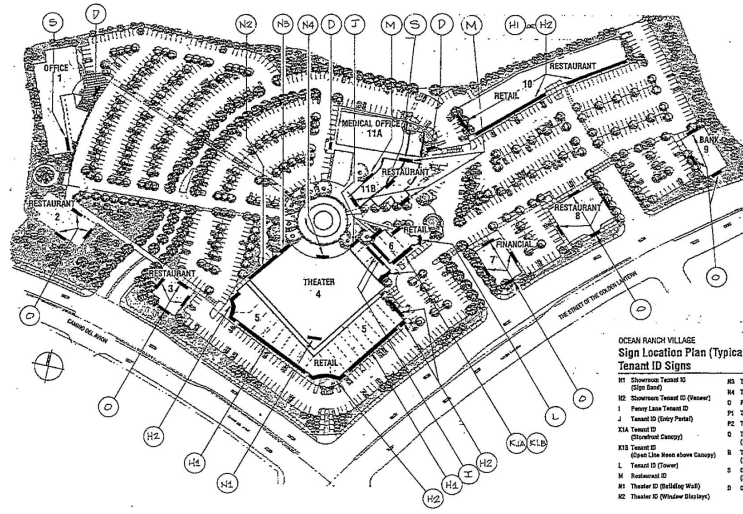 S
D
N2
N3
N4
D
J
M
S
D
M
H1 OR H2
OFFICE
1
RESTAURANT
10
RETAIL
MEDICAL OFFICE
11A
RESTAURANT
11B
BANK
9
RESTAURANT
2
RETAIL
6
RESTAURANT
8
FINANCIAL
7
THEATER
4
RESTAURANT
3
5
5
RETAIL
CAMINO DEL AVION
THE STREET OF THE GOLDEN LANTERN
O
O
O
O
O
H2
H1
N1
L
K1A
K1B
I
H2
H1
H2
OCEAN RANCH VILLAGE
Sign Location Plan (Typica
Tenant ID Signs
H1 Showroom Tenant ID
(Sign Band)
H2 Showroom Tenant ID (Veneer)
I Penny Lane Tenant ID
J Tenant ID (Entry Portal)
K1A Tenant ID
(Storefront Canopy)
K1B Tenant ID
(Open Line Neon above Canopy)
L Tenant ID (Tower)
M Restaurant ID
N1 Theater ID (Building Wall)
N2 Theater ID (Window Displays)
N3 T
N4 T
P1 T
P2 T